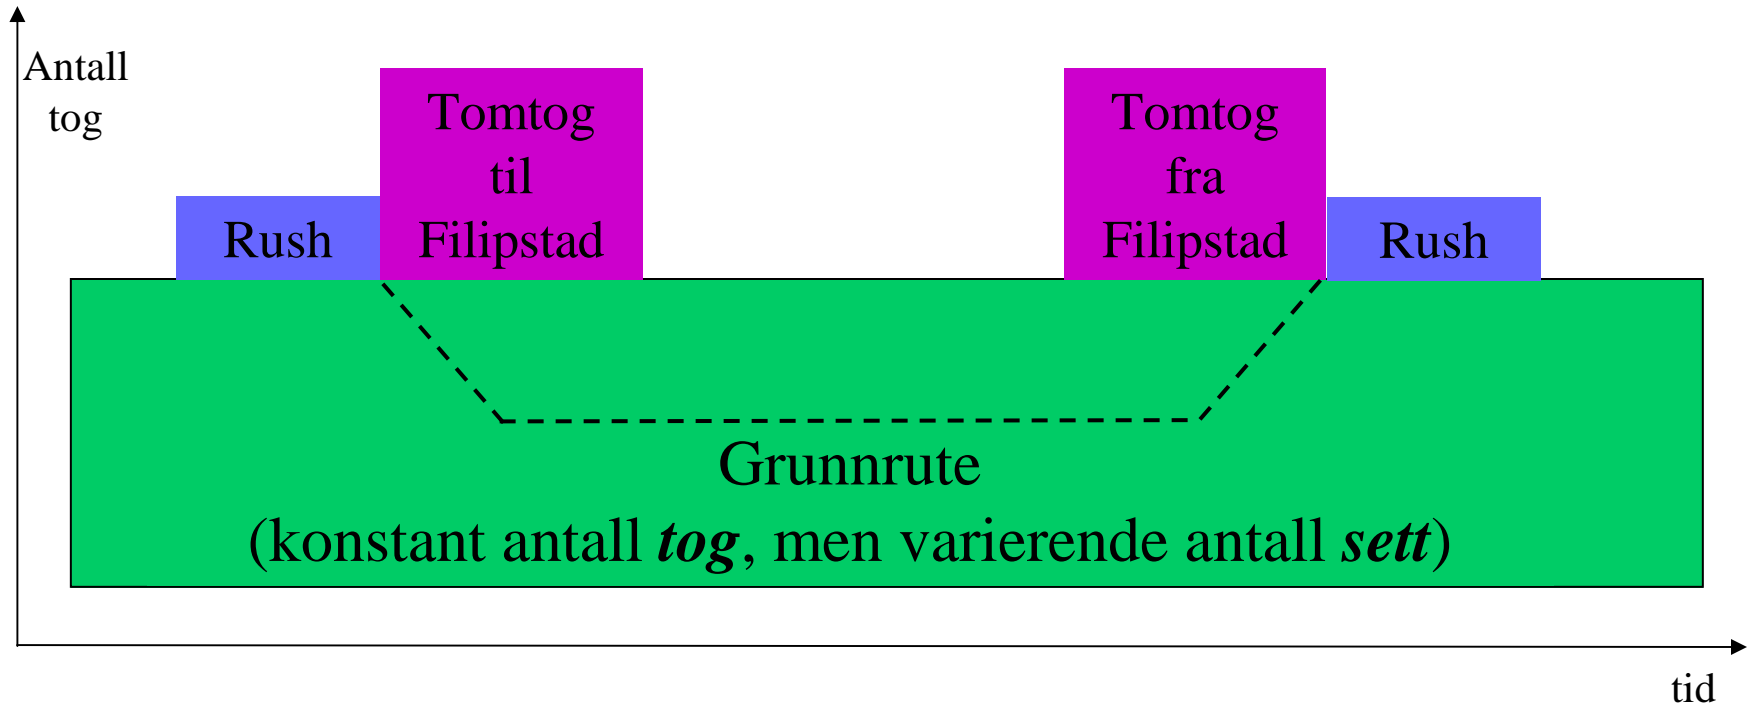 Antall
tog
Tomtog
til
Filipstad
Tomtog
fra
Filipstad
Rush
Rush
Grunnrute
(konstant antall tog, men varierende antall sett)
tid